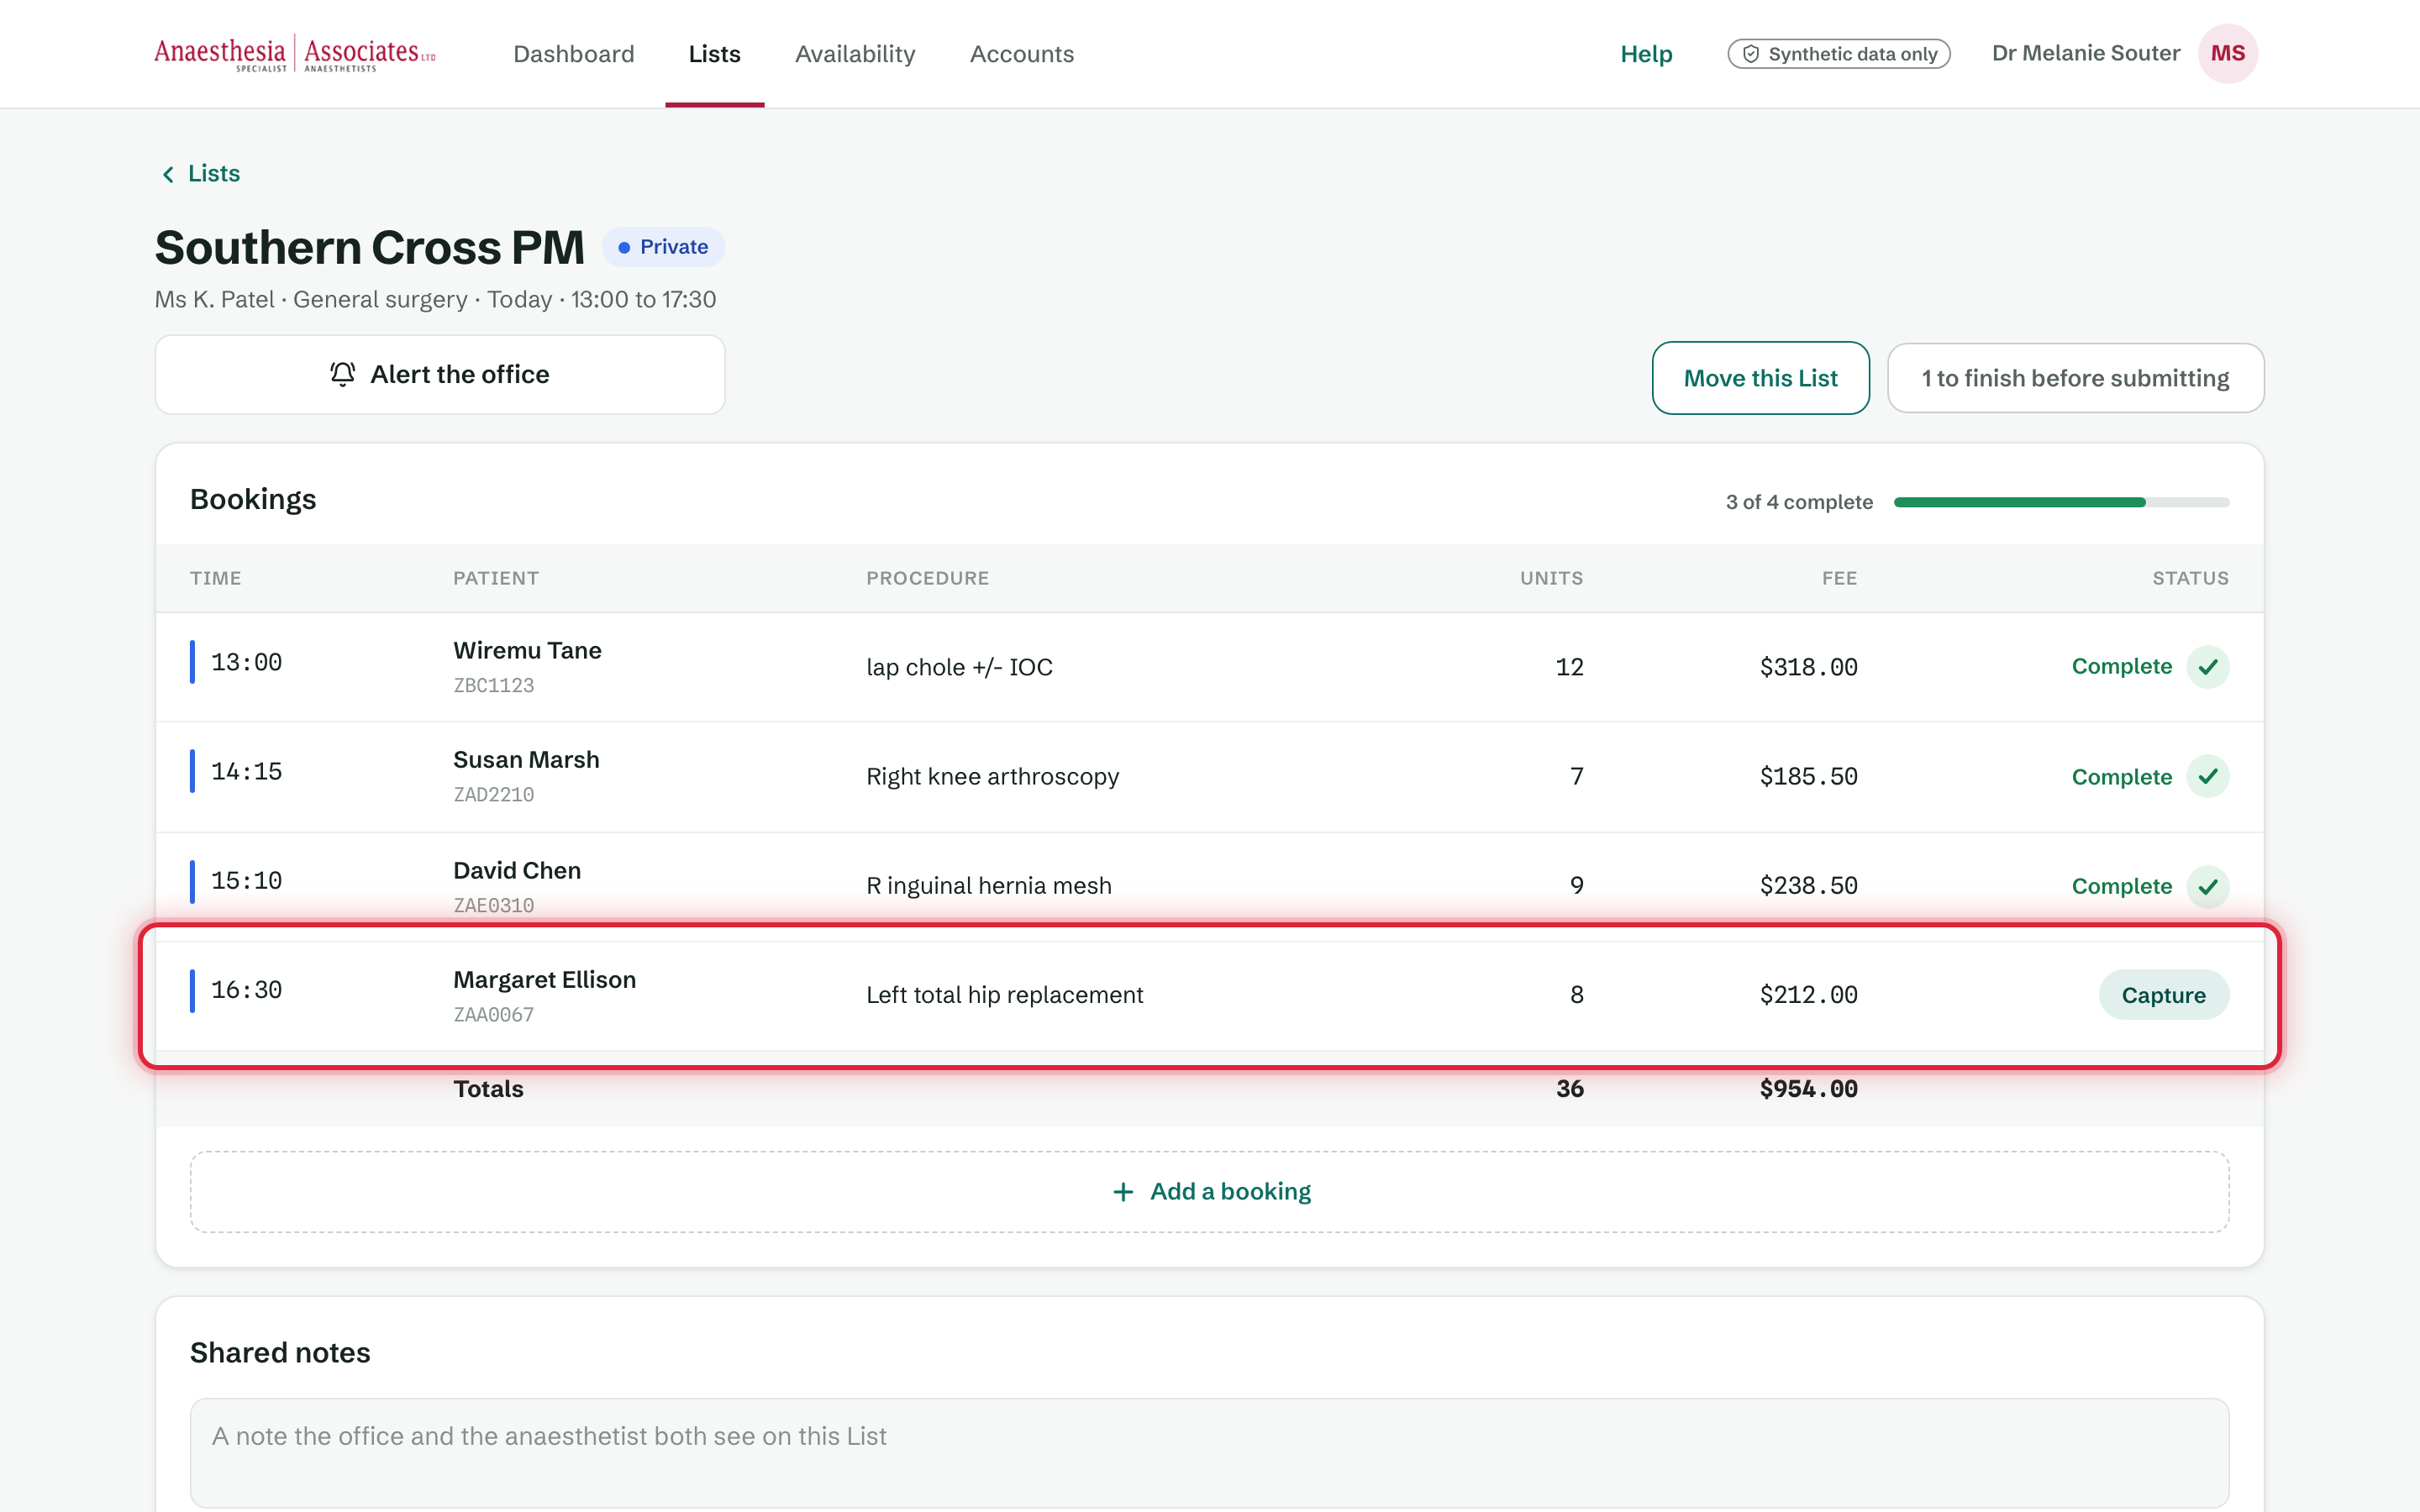 Anaesthesia Associates LTD
SPECIALIST ANAESTHETISTS
Dashboard Lists Availability Accounts Help Synthetic data only Dr Melanie Souter MS
Lists
Southern Cross PM Private
Ms K. Patel · General surgery · Today · 13:00 to 17:30
Alert the office Move this List 1 to finish before submitting
Bookings 3 of 4 complete
TIME PATIENT PROCEDURE UNITS FEE STATUS
13:00 Wiremu Tane lap chole +/- IOC 12 $318.00 Complete
ZBC1123
14:15 Susan Marsh Right knee arthroscopy 7 $185.50 Complete
ZAD2210
15:10 David Chen R inguinal hernia mesh 9 $238.50 Complete
ZAE0310
16:30 Margaret Ellison Left total hip replacement 8 $212.00 Capture
ZAA0067
Totals 36 $954.00
+ Add a booking
Shared notes
A note the office and the anaesthetist both see on this List